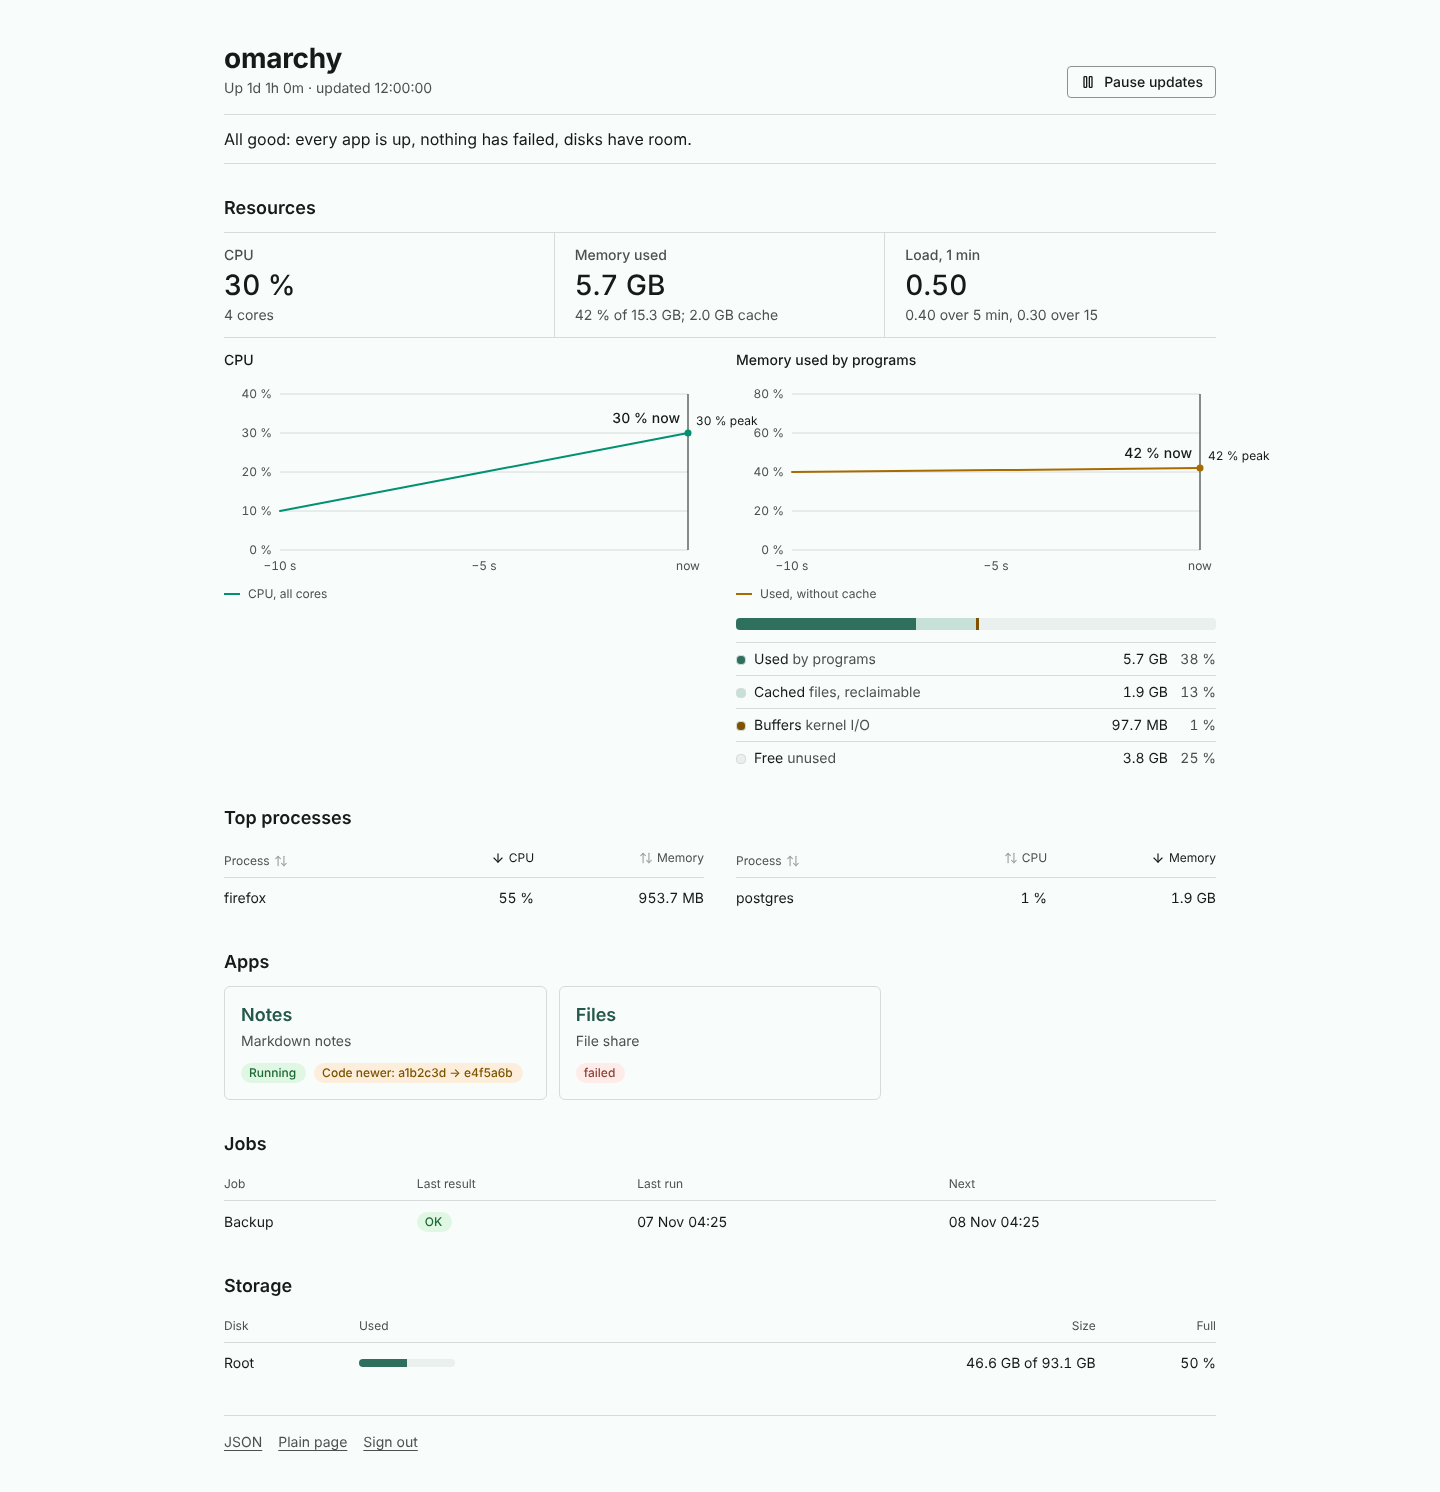 omarchy
Up 1d 1h 0m · updated 12:00:00
Pause updates
All good: every app is up, nothing has failed, disks have room.
Resources
CPU
30 %
4 cores
Memory used
5.7 GB
42 % of 15.3 GB; 2.0 GB cache
Load, 1 min
0.50
0.40 over 5 min, 0.30 over 15
CPU
40 %
30 %
20 %
10 %
0 %
30 % now
30 % peak
−10 s
−5 s
now
CPU, all cores
Memory used by programs
80 %
60 %
40 %
20 %
0 %
42 % now
42 % peak
−10 s
−5 s
now
Used, without cache
Used by programs 5.7 GB 38 %
Cached files, reclaimable 1.9 GB 13 %
Buffers kernel I/O 97.7 MB 1 %
Free unused 3.8 GB 25 %
Top processes
Process CPU Memory
firefox 55 % 953.7 MB
Process CPU Memory
postgres 1 % 1.9 GB
Apps
Notes
Markdown notes
Running Code newer: a1b2c3d → e4f5a6b
Files
File share
failed
Jobs
Job Last result Last run Next
Backup OK 07 Nov 04:25 08 Nov 04:25
Storage
Disk Used Size Full
Root 46.6 GB of 93.1 GB 50 %
JSON Plain page Sign out